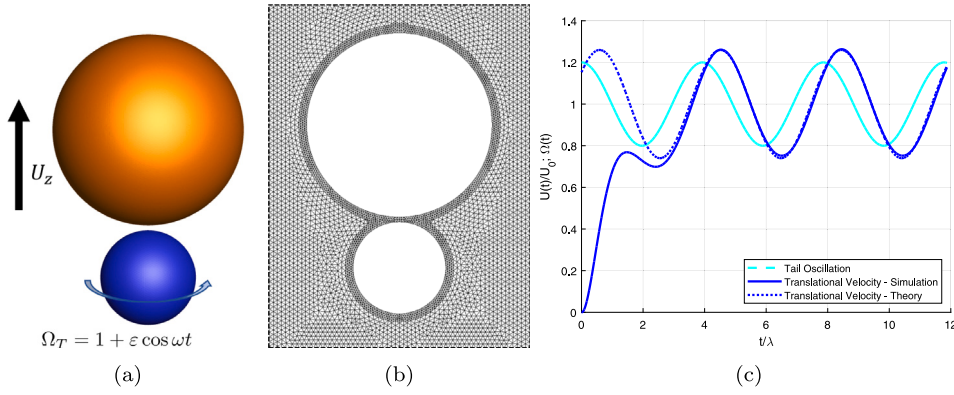 U_z
Ω_T = 1 + ε cos ωt
(a)
(b)
U(t)/U_0; Ω(t)
1.4
1.2
1
0.8
0.6
0.4
0.2
0
0 2 4 6 8 10 12
t/λ
Tail Oscillation
Translational Velocity - Simulation
Translational Velocity - Theory
(c)